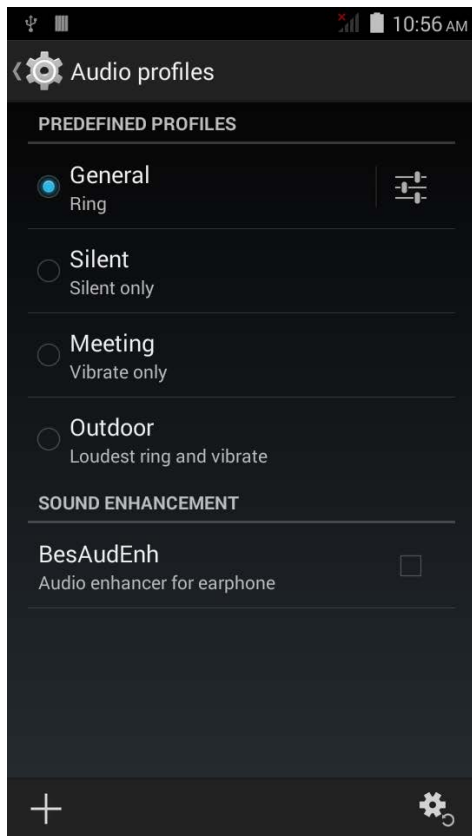 10:56 AM
Audio profiles
PREDEFINED PROFILES
General
Ring
Silent
Silent only
Meeting
Vibrate only
Outdoor
Loudest ring and vibrate
SOUND ENHANCEMENT
BesAudEnh
Audio enhancer for earphone